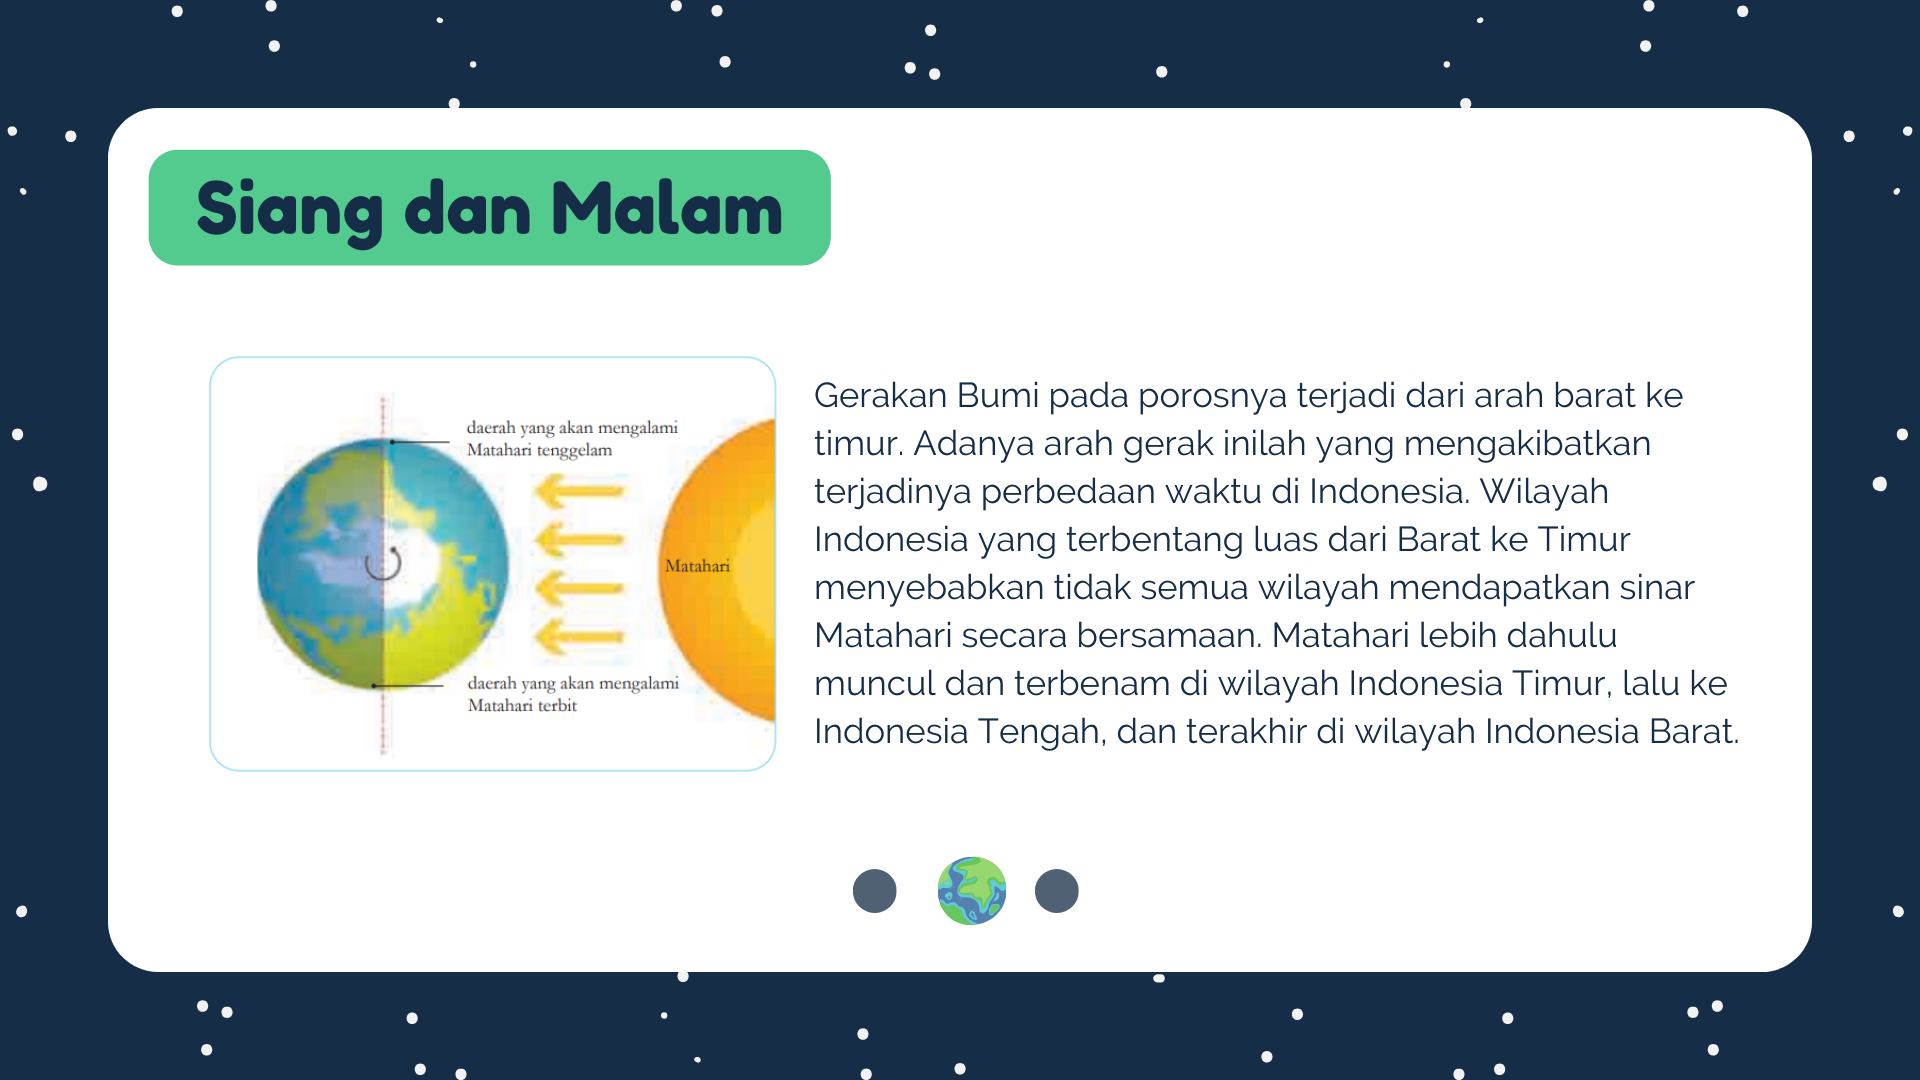 Siang dan Malam
daerah yang akan mengalami
Matahari tenggelam
Matahari
daerah yang akan mengalami
Matahari terbit
Gerakan Bumi pada porosnya terjadi dari arah barat ke
timur. Adanya arah gerak inilah yang mengakibatkan
terjadinya perbedaan waktu di Indonesia. Wilayah
Indonesia yang terbentang luas dari Barat ke Timur
menyebabkan tidak semua wilayah mendapatkan sinar
Matahari secara bersamaan. Matahari lebih dahulu
muncul dan terbenam di wilayah Indonesia Timur, lalu ke
Indonesia Tengah, dan terakhir di wilayah Indonesia Barat.